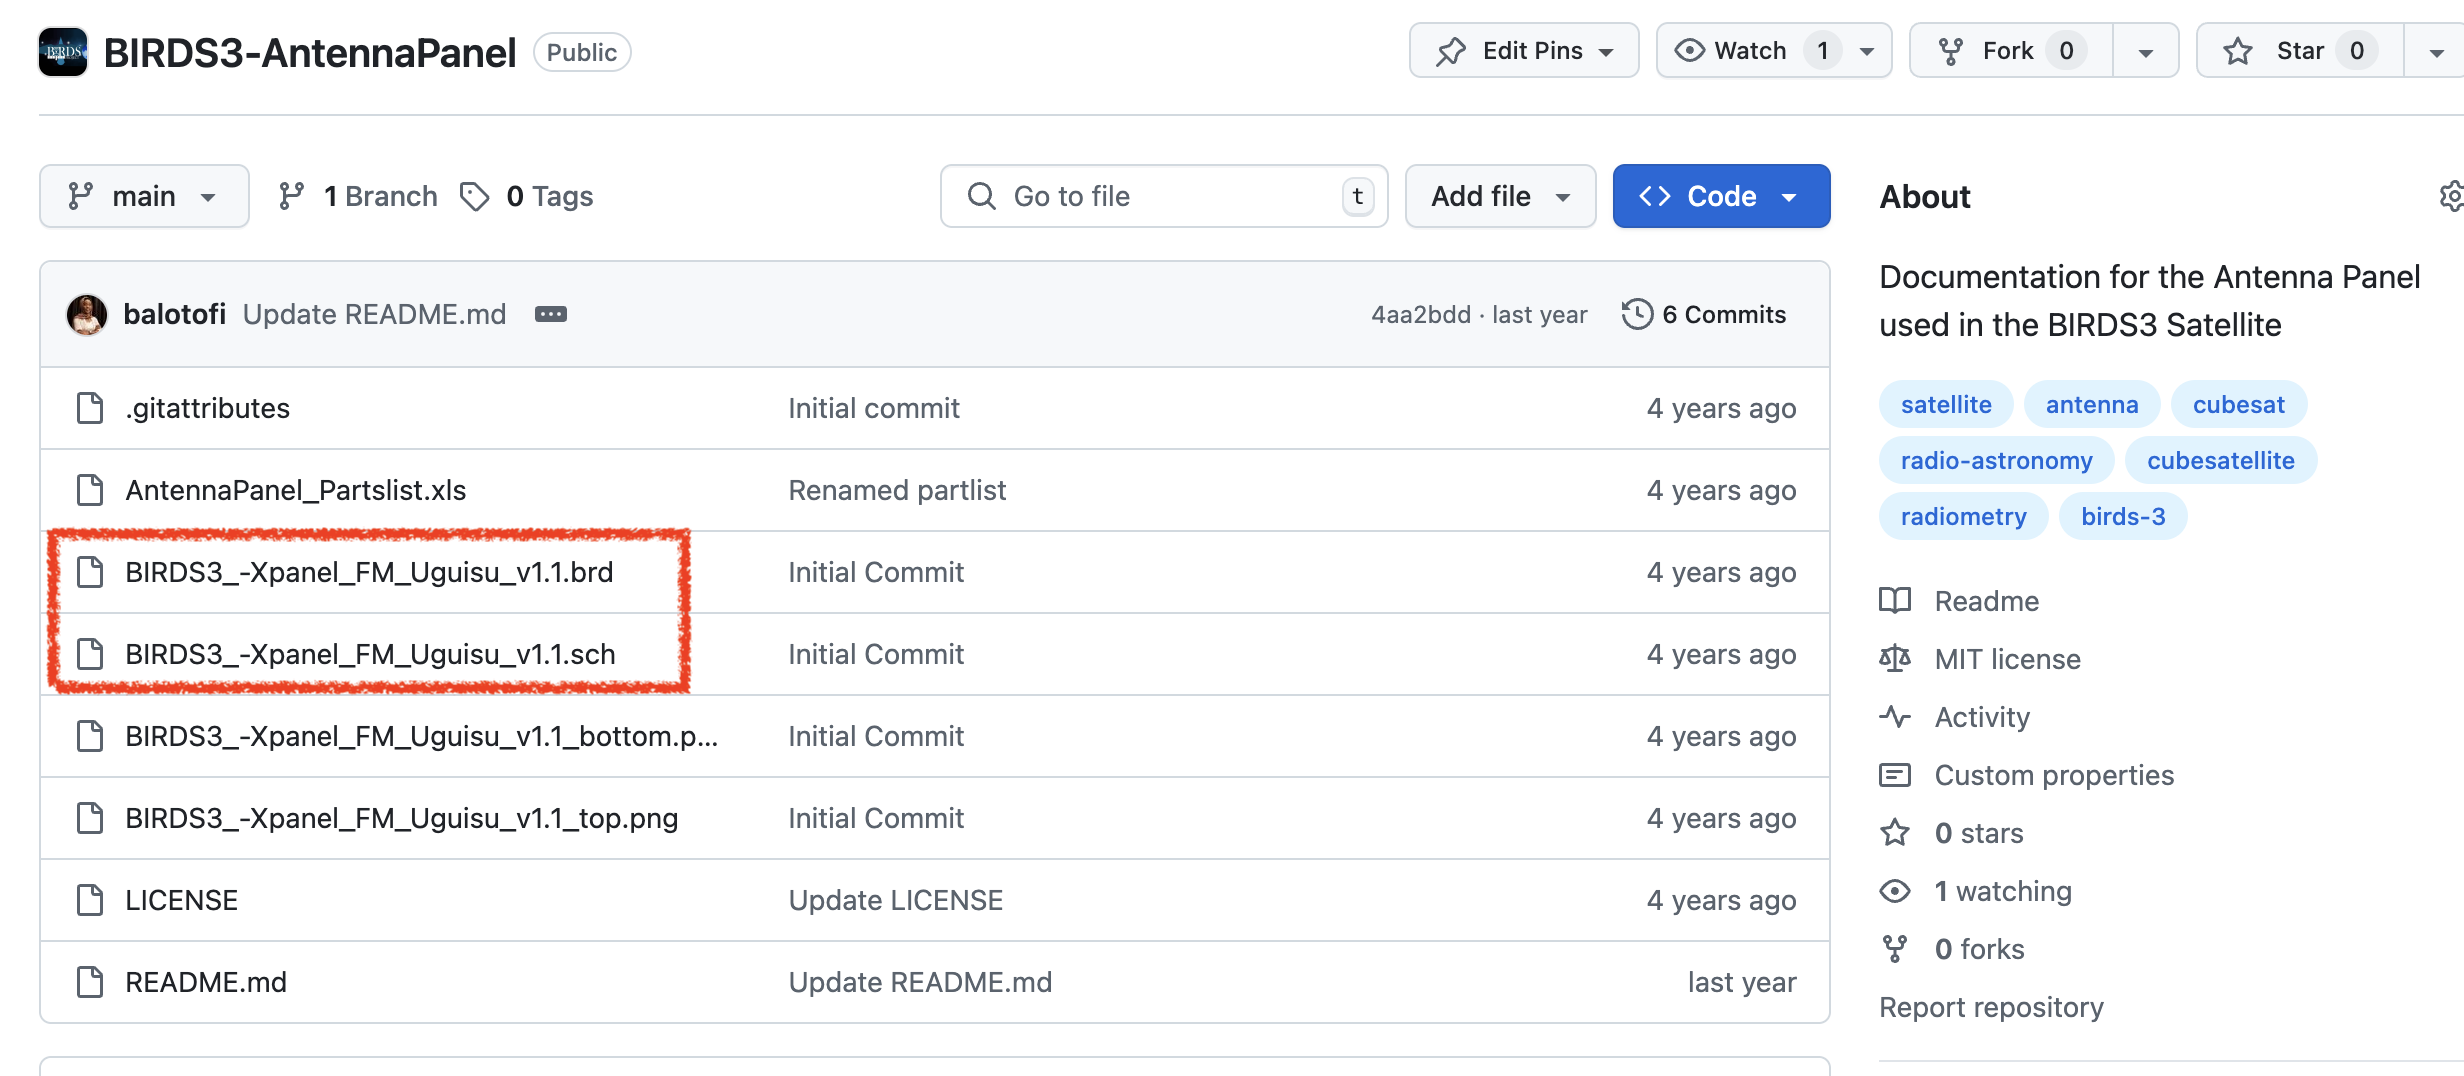 BIRDS3-AntennaPanel Public Edit Pins Watch 1 Fork 0 Star 0
main 1 Branch 0 Tags Go to file t Add file Code About
Documentation for the Antenna Panel
used in the BIRDS3 Satellite
balotofi Update README.md 4aa2bdd · last year 6 Commits
.gitattributes Initial commit 4 years ago
satellite antenna cubesat
radio-astronomy cubesatellite
AntennaPanel_Partslist.xls Renamed partlist 4 years ago
radiometry birds-3
BIRDS3_-Xpanel_FM_Uguisu_v1.1.brd Initial Commit 4 years ago
Readme
BIRDS3_-Xpanel_FM_Uguisu_v1.1.sch Initial Commit 4 years ago
MIT license
Activity
BIRDS3_-Xpanel_FM_Uguisu_v1.1_bottom.p... Initial Commit 4 years ago
Custom properties
BIRDS3_-Xpanel_FM_Uguisu_v1.1_top.png Initial Commit 4 years ago
0 stars
LICENSE Update LICENSE 4 years ago
1 watching
0 forks
README.md Update README.md last year
Report repository